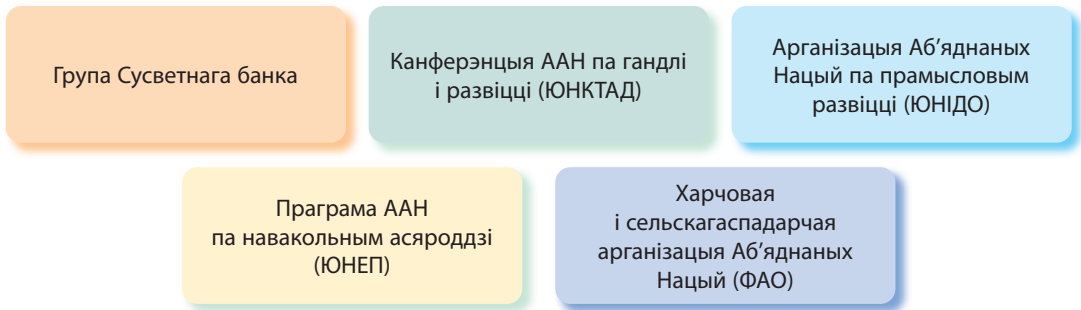 Група Сусветнага банка
Канферэнцыя ААН па гандлі
і развіцці (ЮНКТАД)
Арганізацыя Аб’яднаных
Нацый па прамысловым
развіцці (ЮНІДО)
Праграма ААН
па навакольным асяроддзі
(ЮНЕП)
Харчовая
і сельскагаспадарчая
арганізацыя Аб’яднаных
Нацый (ФАО)